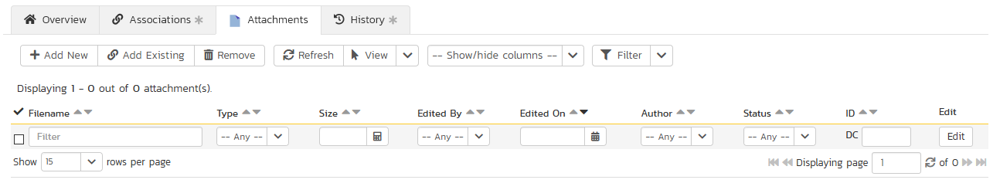 Overview Associations * Attachments History *
Add New Add Existing Remove Refresh View -- Show/hide columns -- Filter
Displaying 1 - 0 out of 0 attachment(s).
Filename Type Size Edited By Edited On Author Status ID Edit
Filter -- Any -- -- Any -- -- Any -- -- Any -- DC Edit
Show 15 rows per page Displaying page 1 of 0